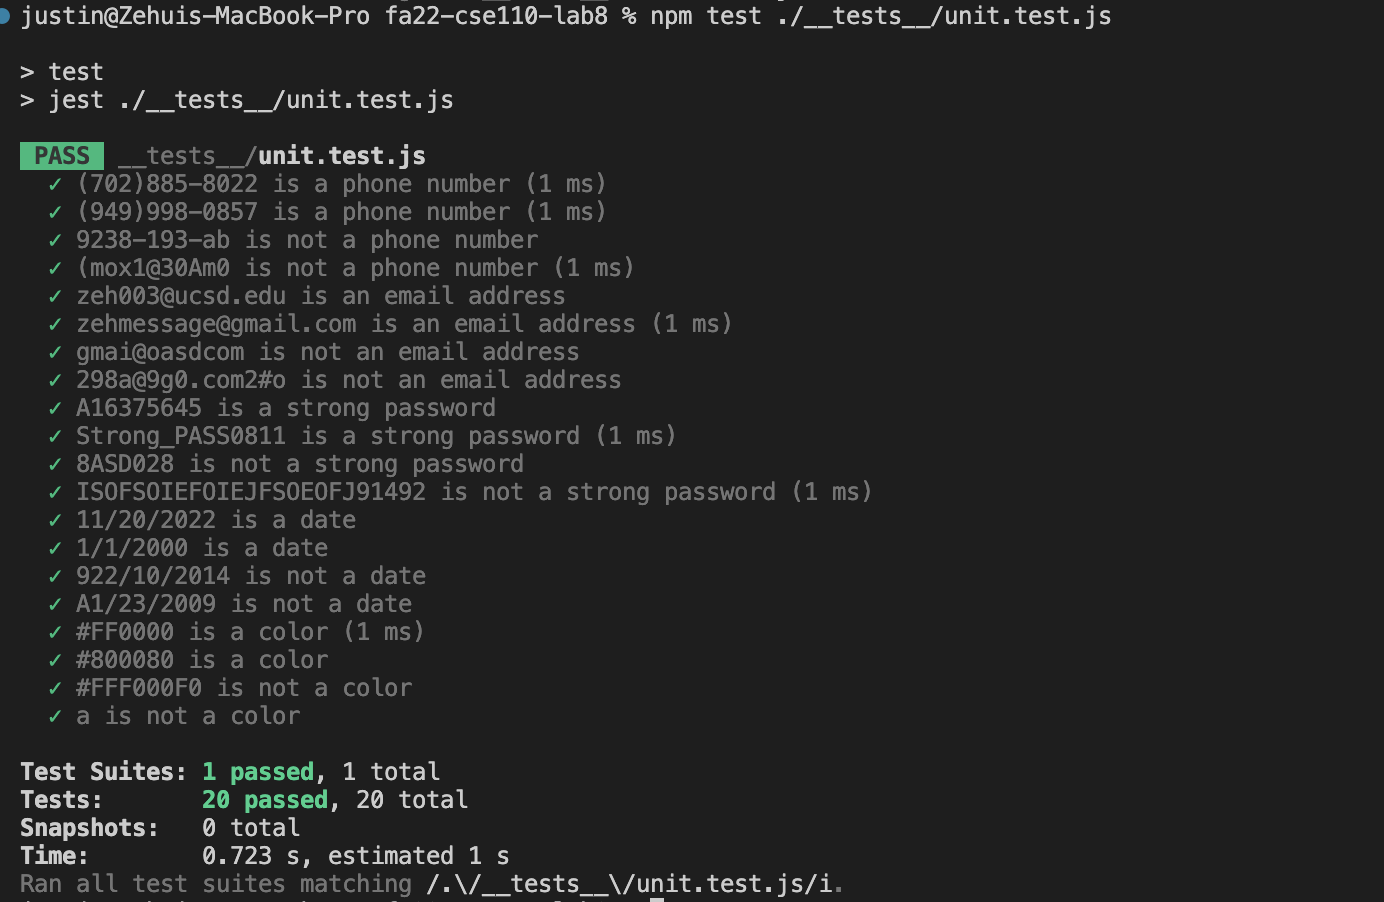 justin@Zehuis-MacBook-Pro fa22-cse110-lab8 % npm test ./__tests__/unit.test.js
> test
> jest ./__tests__/unit.test.js
PASS __tests__/unit.test.js
✓ (702)885-8022 is a phone number (1 ms)
✓ (949)998-0857 is a phone number (1 ms)
✓ 9238-193-ab is not a phone number
✓ (mox1@30Am0 is not a phone number (1 ms)
✓ zeh003@ucsd.edu is an email address
✓ zehmessage@gmail.com is an email address (1 ms)
✓ gmai@oasdcom is not an email address
✓ 298a@9g0.com2#o is not an email address
✓ A16375645 is a strong password
✓ Strong_PASS0811 is a strong password (1 ms)
✓ 8ASD028 is not a strong password
✓ ISOFSOIEFOIEJFSOEOFJ91492 is not a strong password (1 ms)
✓ 11/20/2022 is a date
✓ 1/1/2000 is a date
✓ 922/10/2014 is not a date
✓ A1/23/2009 is not a date
✓ #FF0000 is a color (1 ms)
✓ #800080 is a color
✓ #FFF000F0 is not a color
✓ a is not a color
Test Suites: 1 passed, 1 total
Tests: 20 passed, 20 total
Snapshots: 0 total
Time: 0.723 s, estimated 1 s
Ran all test suites matching /.\/__tests__\/unit.test.js/i.